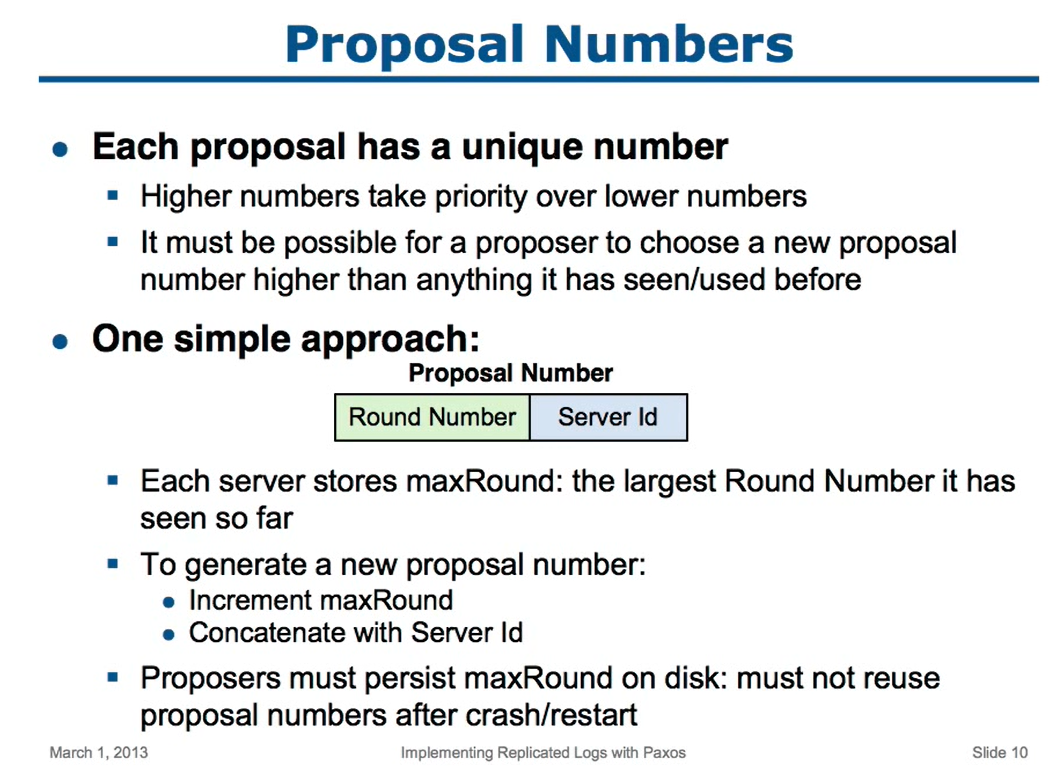 Proposal Numbers
Each proposal has a unique number
Higher numbers take priority over lower numbers
It must be possible for a proposer to choose a new proposal
number higher than anything it has seen/used before
One simple approach:
Proposal Number
Round Number Server Id
Each server stores maxRound: the largest Round Number it has
seen so far
To generate a new proposal number:
Increment maxRound
Concatenate with Server Id
Proposers must persist maxRound on disk: must not reuse
proposal numbers after crash/restart
March 1, 2013 Implementing Replicated Logs with Paxos Slide 10